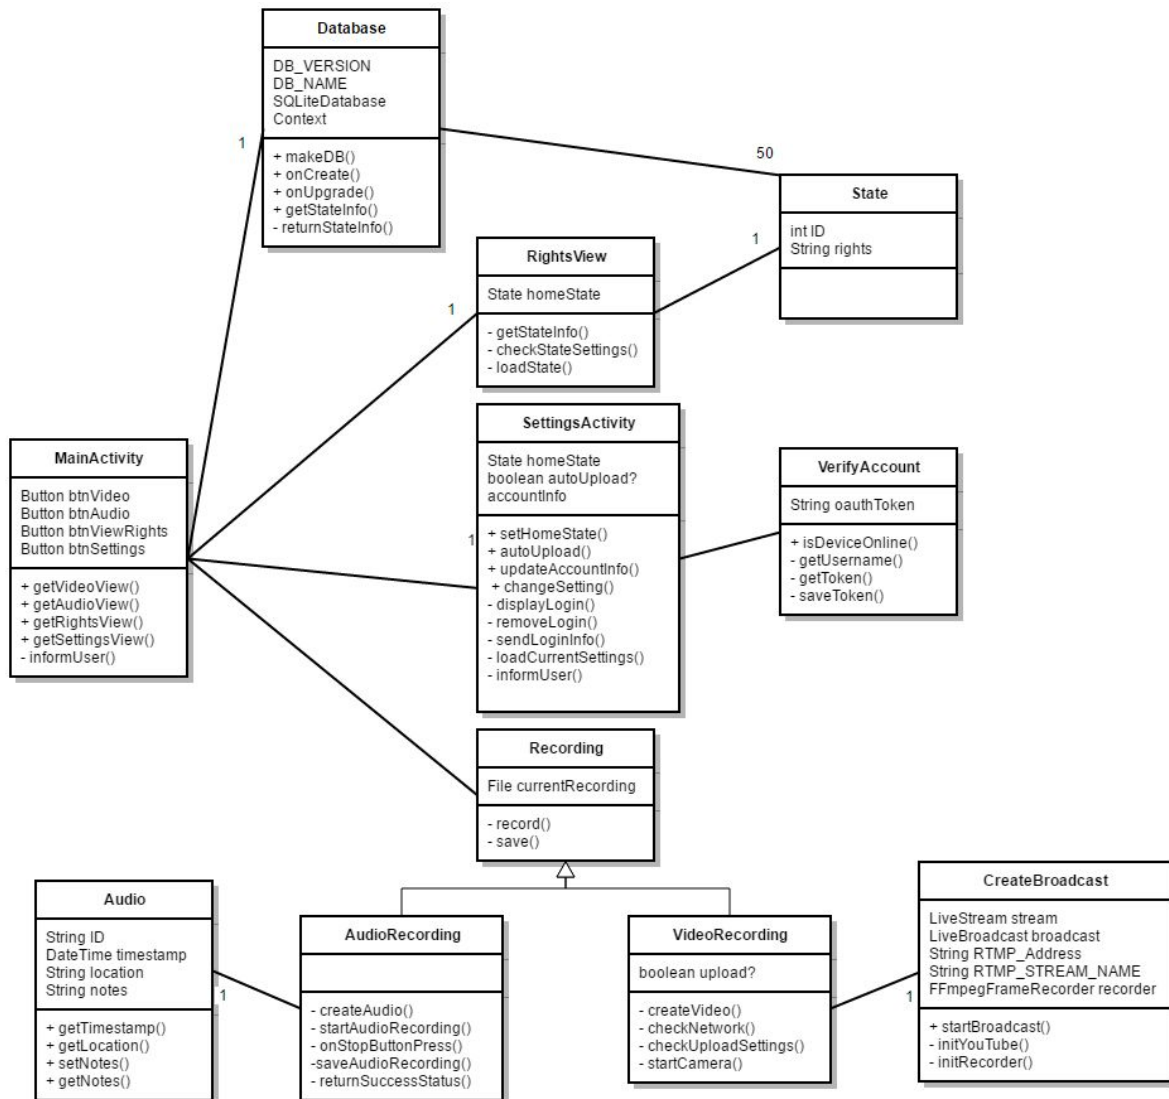 Database
DB_VERSION
DB_NAME
SQLiteDatabase
Context
+ makeDB()
+ onCreate()
+ onUpgrade()
+ getStateInfo()
- returnStateInfo()
1
50
State
int ID
String rights
1
RightsView
State homeState
- getStateInfo()
- checkStateSettings()
- loadState()
1
MainActivity
Button btnVideo
Button btnAudio
Button btnViewRights
Button btnSettings
+ getVideoView()
+ getAudioView()
+ getRightsView()
+ getSettingsView()
- informUser()
SettingsActivity
State homeState
boolean autoUpload?
accountInfo
+ setHomeState()
+ autoUpload()
+ updateAccountInfo()
+ changeSetting()
- displayLogin()
- removeLogin()
- sendLoginInfo()
- loadCurrentSettings()
- informUser()
1
VerifyAccount
String oauthToken
+ isDeviceOnline()
- getUsername()
- getToken()
- saveToken()
Recording
File currentRecording
- record()
- save()
Audio
String ID
DateTime timestamp
String location
String notes
+ getTimestamp()
+ getLocation()
+ setNotes()
+ getNotes()
1
AudioRecording
- createAudio()
- startAudioRecording()
- onStopButtonPress()
-saveAudioRecording()
- returnSuccessStatus()
VideoRecording
boolean upload?
- createVideo()
- checkNetwork()
- checkUploadSettings()
- startCamera()
1
CreateBroadcast
LiveStream stream
LiveBroadcast broadcast
String RTMP_Address
String RTMP_STREAM_NAME
FFmpegFrameRecorder recorder
+ startBroadcast()
- initYouTube()
- initRecorder()